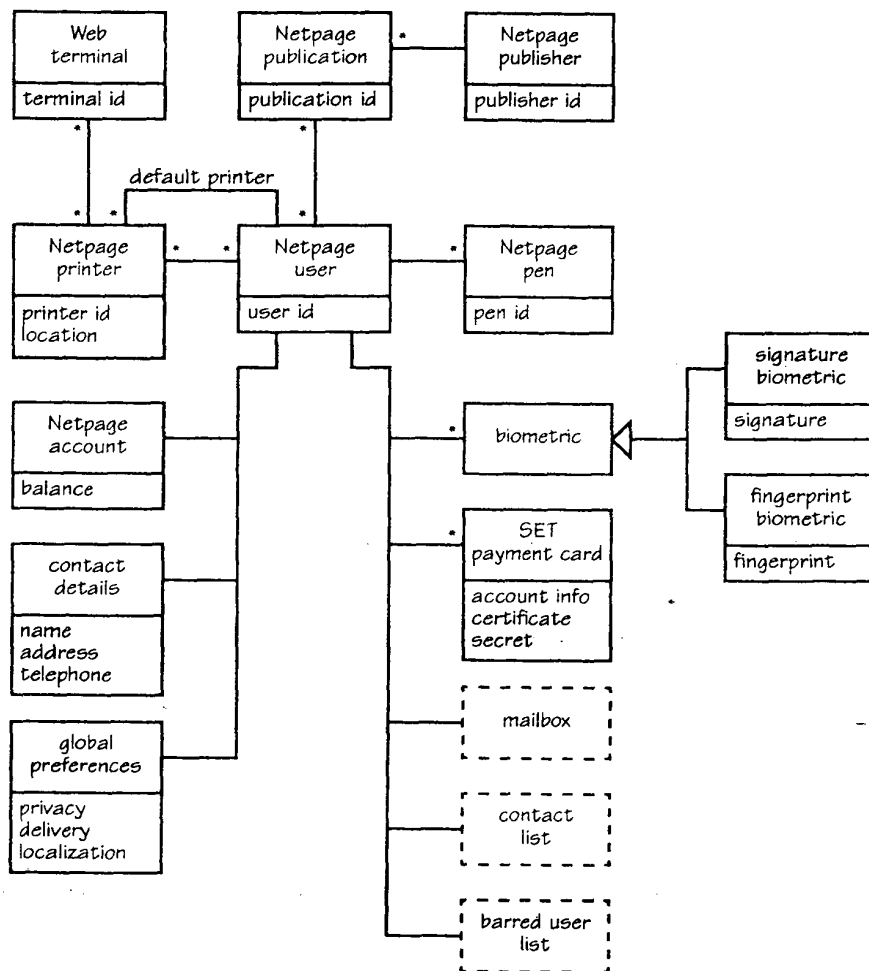 Web
terminal
terminal id
Netpage
publication
publication id
Netpage
publisher
publisher id
*
*
*
default printer
*
*
*
Netpage
printer
printer id
location
*
*
Netpage
user
user id
*
Netpage
pen
pen id
Netpage
account
balance
*
biometric
signature
biometric
signature
fingerprint
biometric
fingerprint
contact
details
name
address
telephone
*
SET
payment card
account info
certificate
secret
global
preferences
privacy
delivery
localization
mailbox
contact
list
barred user
list